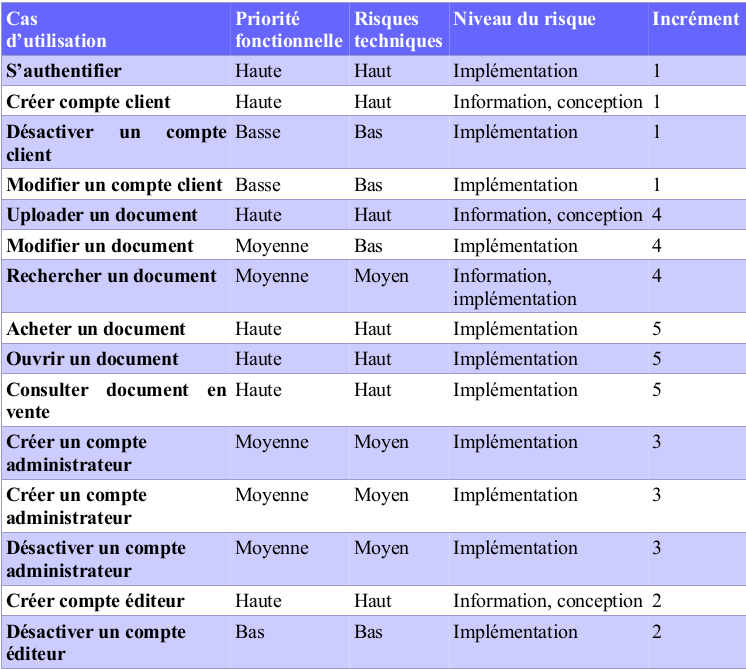 Cas d’utilisation Priorité fonctionnelle Risques techniques Niveau du risque Incrément
S’authentifier Haute Haut Implémentation 1
Créer compte client Haute Haut Information, conception 1
Désactiver un compte client Basse Bas Implémentation 1
Modifier un compte client Basse Bas Implémentation 1
Uploader un document Haute Haut Information, conception 4
Modifier un document Moyenne Bas Implémentation 4
Rechercher un document Moyenne Moyen Information, implémentation 4
Acheter un document Haute Haut Implémentation 5
Ouvrir un document Haute Haut Implémentation 5
Consulter document en vente Haute Haut Implémentation 5
Créer un compte administrateur Moyenne Moyen Implémentation 3
Créer un compte administrateur Moyenne Moyen Implémentation 3
Désactiver un compte administrateur Moyenne Moyen Implémentation 3
Créer compte éditeur Haute Haut Information, conception 2
Désactiver un compte éditeur Bas Bas Implémentation 2